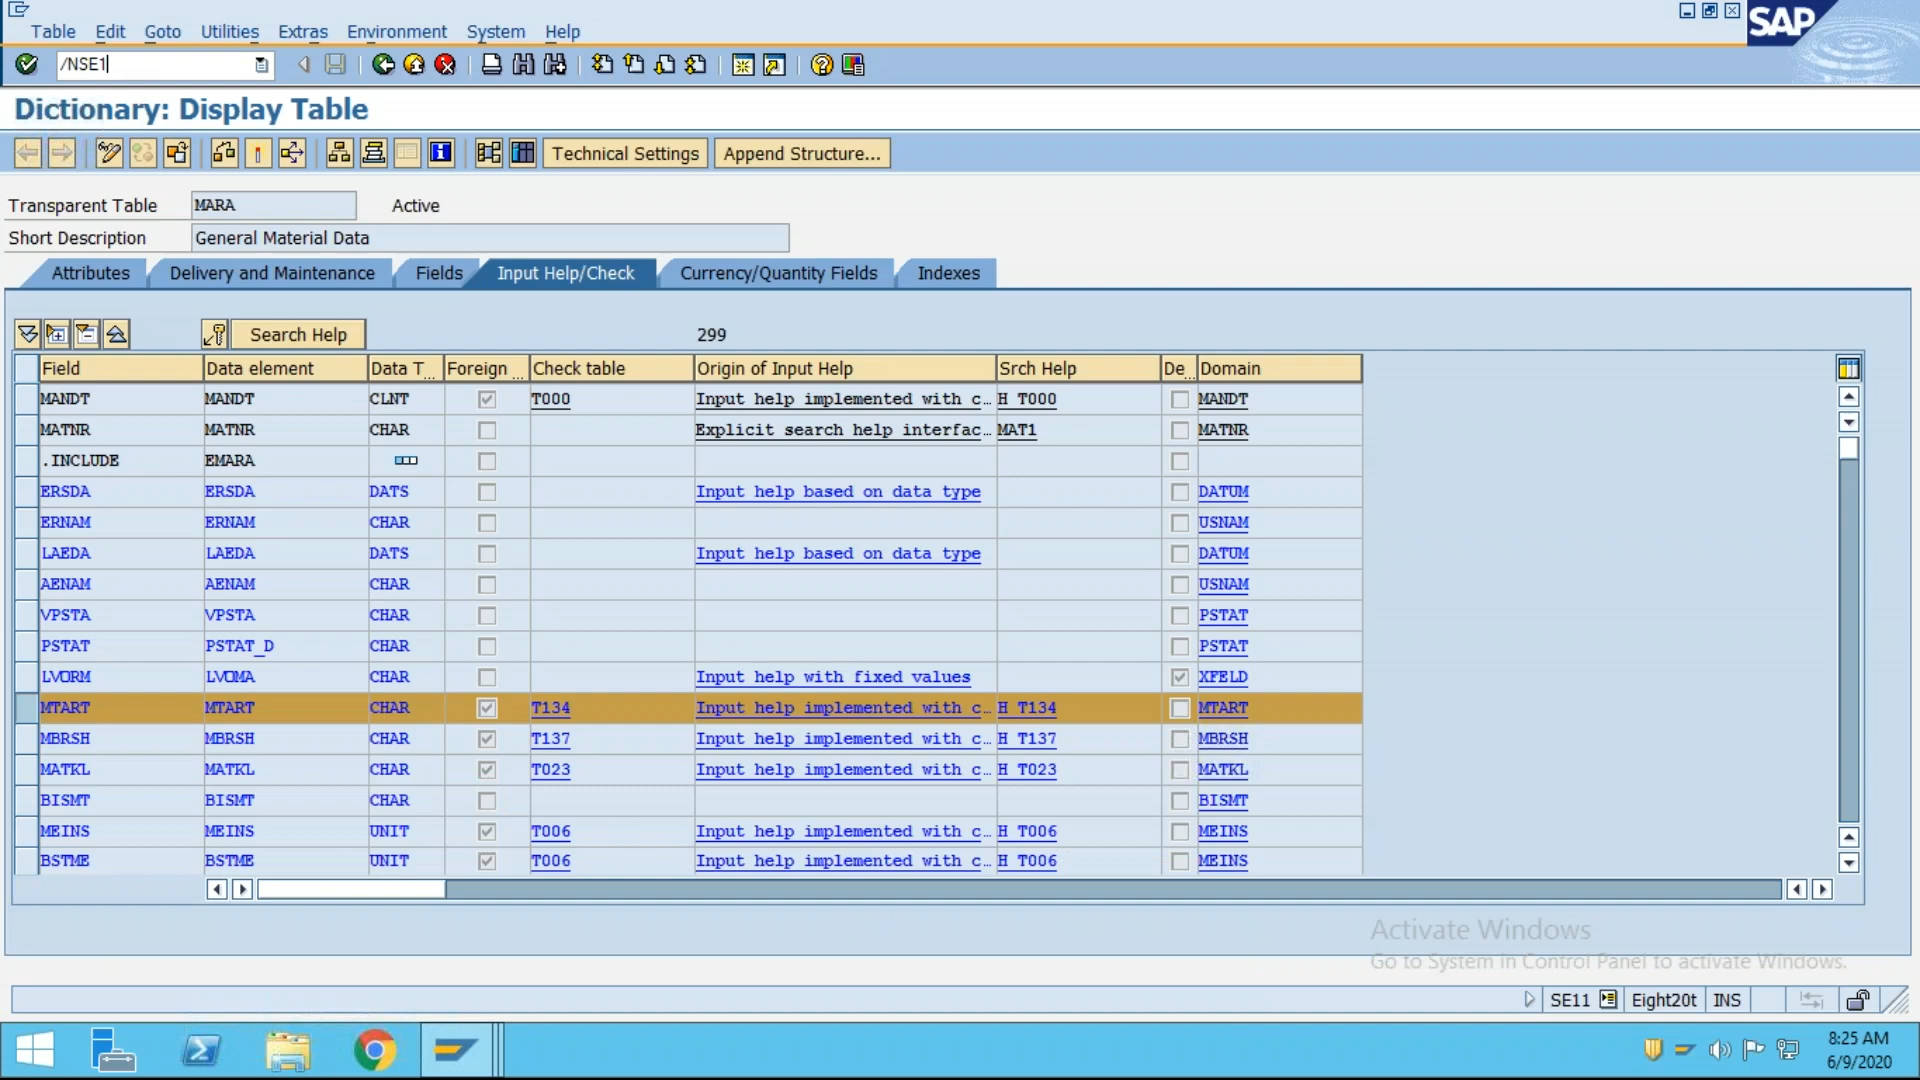 Table Edit Goto Utilities Extras Environment System Help
SAP
/NSE1
Dictionary: Display Table
Technical Settings Append Structure...
Transparent Table MARA Active
Short Description General Material Data
Attributes Delivery and Maintenance Fields Input Help/Check Currency/Quantity Fields Indexes
Search Help 299
Field Data element Data T... Foreign ... Check table Origin of Input Help Srch Help De... Domain
MANDT MANDT CLNT T000 Input help implemented with c… H_T000 MANDT
MATNR MATNR CHAR Explicit search help interfac… MAT1 MATNR
.INCLUDE EMARA
ERSDA ERSDA DATS Input help based on data type DATUM
ERNAM ERNAM CHAR USNAM
LAEDA LAEDA DATS Input help based on data type DATUM
AENAM AENAM CHAR USNAM
VPSTA VPSTA CHAR PSTAT
PSTAT PSTAT_D CHAR PSTAT
LVORM LVOMA CHAR Input help with fixed values XFELD
MTART MTART CHAR T134 Input help implemented with c… H_T134 MTART
MBRSH MBRSH CHAR T137 Input help implemented with c… H_T137 MBRSH
MATKL MATKL CHAR T023 Input help implemented with c… H_T023 MATKL
BISMT BISMT CHAR BISMT
MEINS MEINS UNIT T006 Input help implemented with c… H_T006 MEINS
BSTME BSTME UNIT T006 Input help implemented with c… H_T006 MEINS
Activate Windows
Go to System in Control Panel to activate Windows.
SE11 Eight20t INS
8:25 AM
6/9/2020